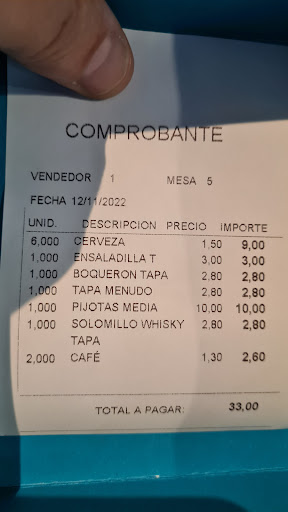 COMPROBANTE
VENDEDOR 1 MESA 5
FECHA 12/11/2022
UNID. DESCRIPCION PRECIO IMPORTE
6,000 CERVEZA 1,50 9,00
1,000 ENSALADILLA T 3,00 3,00
1,000 BOQUERON TAPA 2,80 2,80
1,000 TAPA MENUDO 2,80 2,80
1,000 PIJOTAS MEDIA 10,00 10,00
1,000 SOLOMILLO WHISKY 2,80 2,80
TAPA
2,000 CAFÉ 1,30 2,60
TOTAL A PAGAR: 33,00